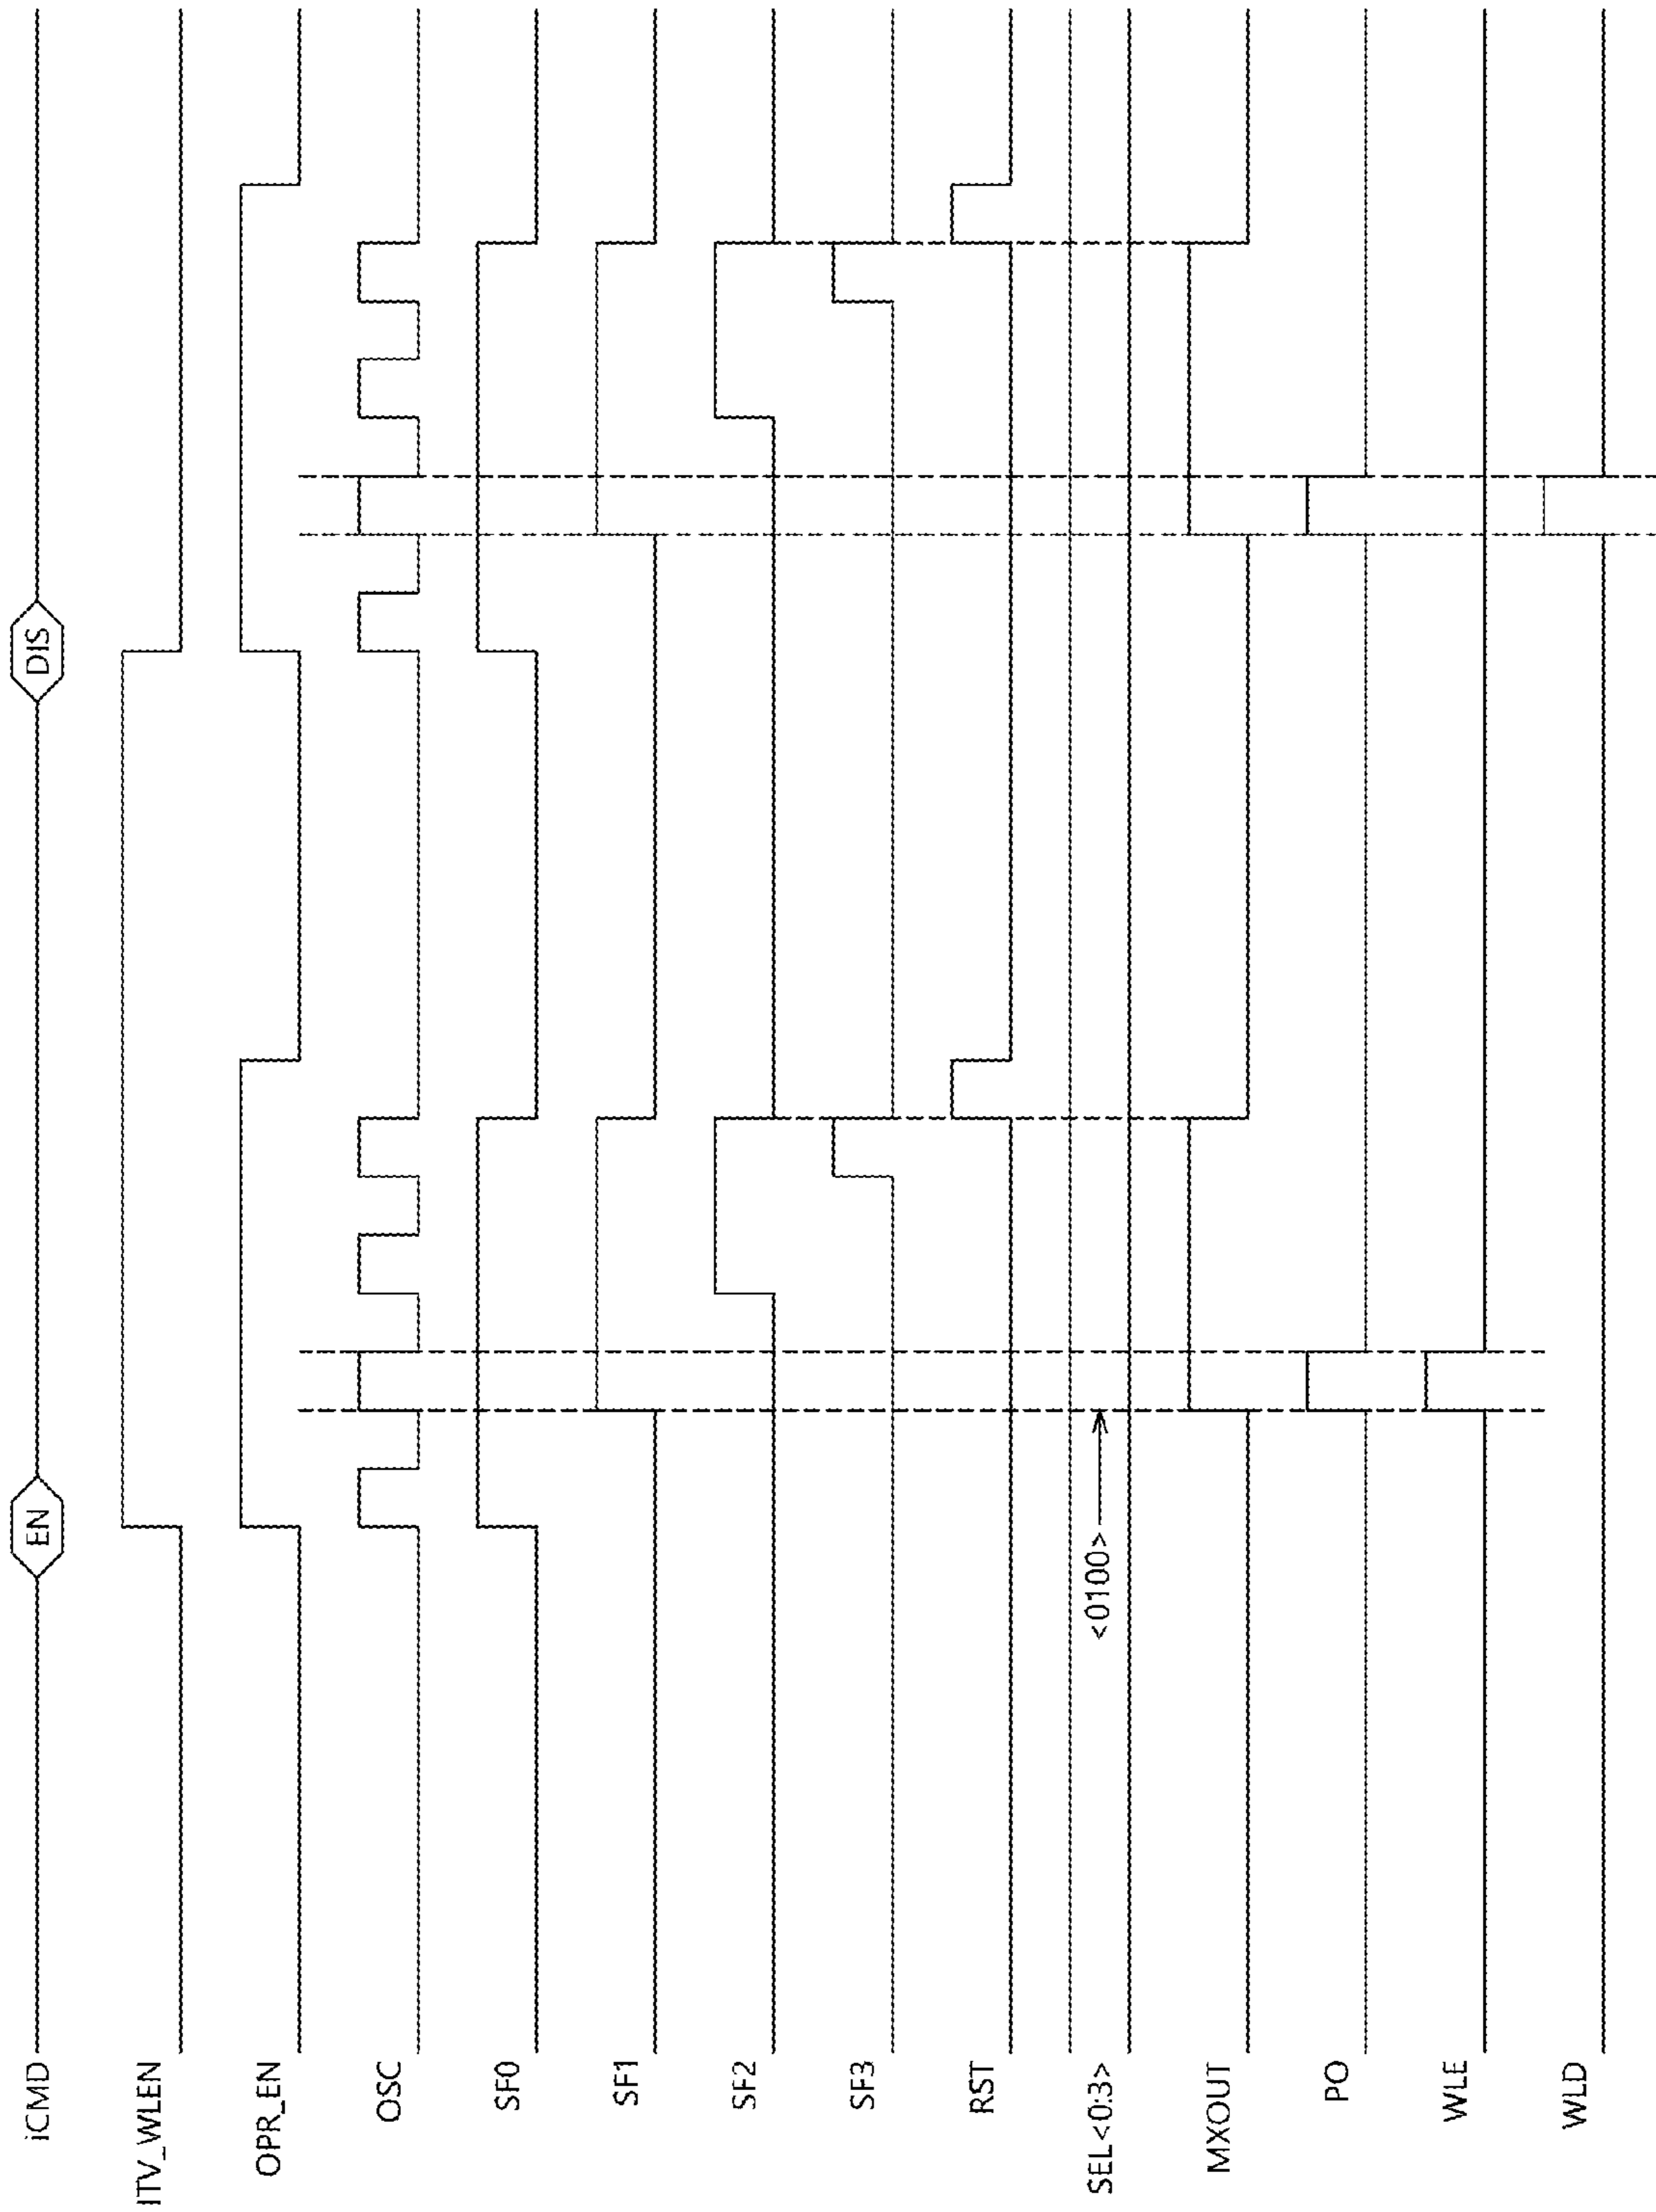 iCMD
EN
DIS
ITV_WLEN
OPR_EN
OSC
SF0
SF1
SF2
SF3
RST
SEL<0:3>
<0100>
MXOUT
PO
WLE
WLD